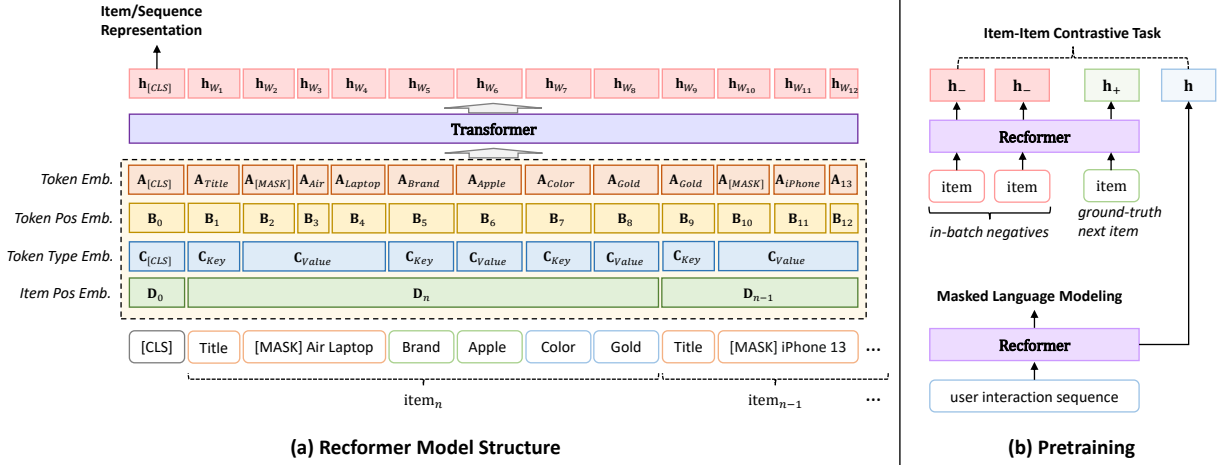 Item/Sequence
Representation
h[CLS] hW1 hW2 hW3 hW4 hW5 hW6 hW7 hW8 hW9 hW10 hW11 hW12
Transformer
Token Emb. A[CLS] ATitle A[MASK] AAir ALaptop ABrand AApple AColor AGold AGold A[MASK] AiPhone A13
Token Pos Emb. B0 B1 B2 B3 B4 B5 B6 B7 B8 B9 B10 B11 B12
Token Type Emb. C[CLS] CKey CValue CKey CValue CKey CValue CKey CValue
Item Pos Emb. D0 Dn Dn−1
[CLS] Title [MASK] Air Laptop Brand Apple Color Gold Title [MASK] iPhone 13 ...
itemn itemn−1 ...
(a) Recformer Model Structure
Item-Item Contrastive Task
h− h− h+ h
Recformer
item item item
in-batch negatives
ground-truth
next item
Masked Language Modeling
Recformer
user interaction sequence
(b) Pretraining